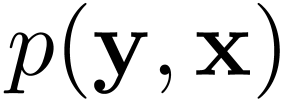 p(𝐲, 𝐱)